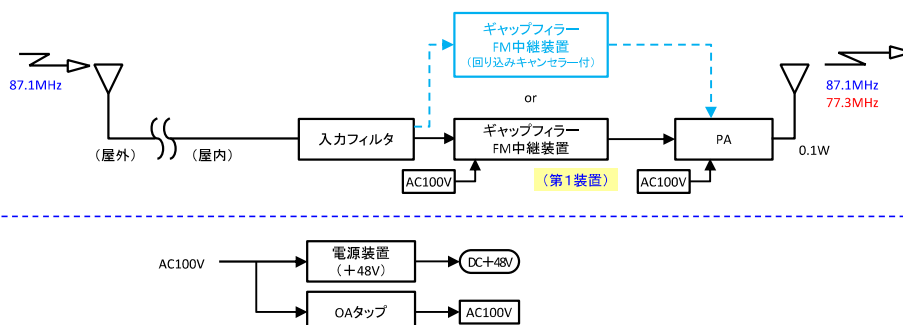 ギャップフィラー
FM中継装置
(回り込みキャンセラー付)
87.1MHz
87.1MHz
77.3MHz
or
(屋外)
(屋内)
入力フィルタ
ギャップフィラー
FM中継装置
PA
0.1W
AC100V
(第1装置)
AC100V
AC100V
電源装置
(+48V)
DC+48V
OAタップ
AC100V